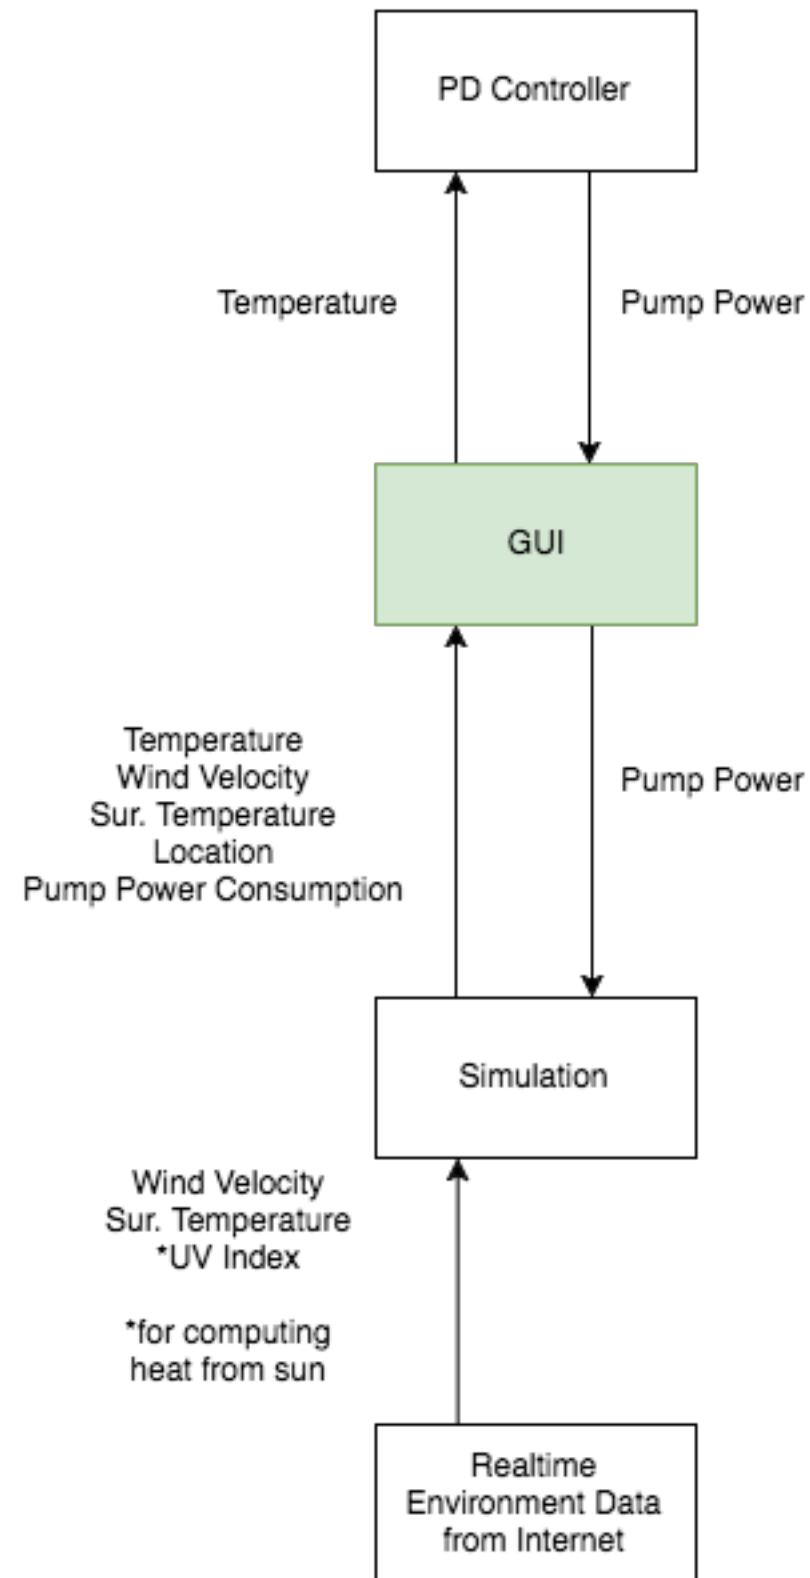 PD Controller
Temperature
Pump Power
GUI
Temperature
Wind Velocity
Sur. Temperature
Location
Pump Power Consumption
Pump Power
Simulation
Wind Velocity
Sur. Temperature
*UV Index
*for computing
heat from sun
Realtime
Environment Data
from Internet